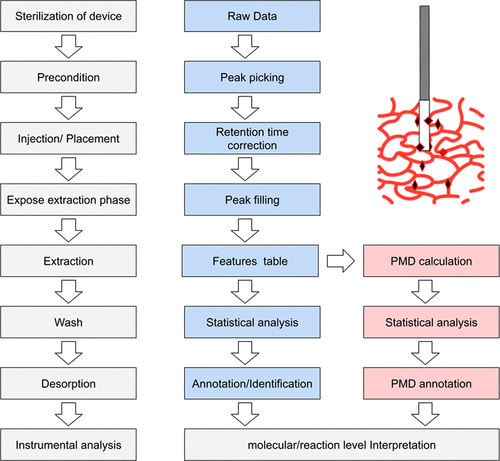 Sterilization of device
Precondition
Injection/ Placement
Expose extraction phase
Extraction
Wash
Desorption
Instrumental analysis
Raw Data
Peak picking
Retention time
correction
Peak filling
Features table
Statistical analysis
Annotation/Identification
PMD calculation
Statistical analysis
PMD annotation
molecular/reaction level Interpretation